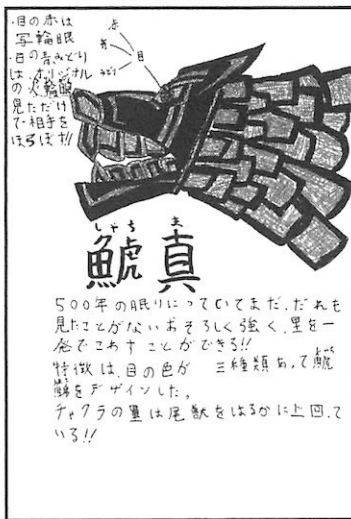 ・目の赤は
写輪眼
・目の青みどり
はオリジナル
の火輪眼
見ただけ
で相手を
ほろぼす!!
赤
青
目
みどり
しゃち ま
鯱真
500年の眠りについていてまだ、だれも
見たことがないおそろしく強く、星を一
発でこわすことができる!!
特徴は、目の色が 三種類あって鯱
をデザインした。
チャクラの量は尾獣をはるかに上回って
いる!!